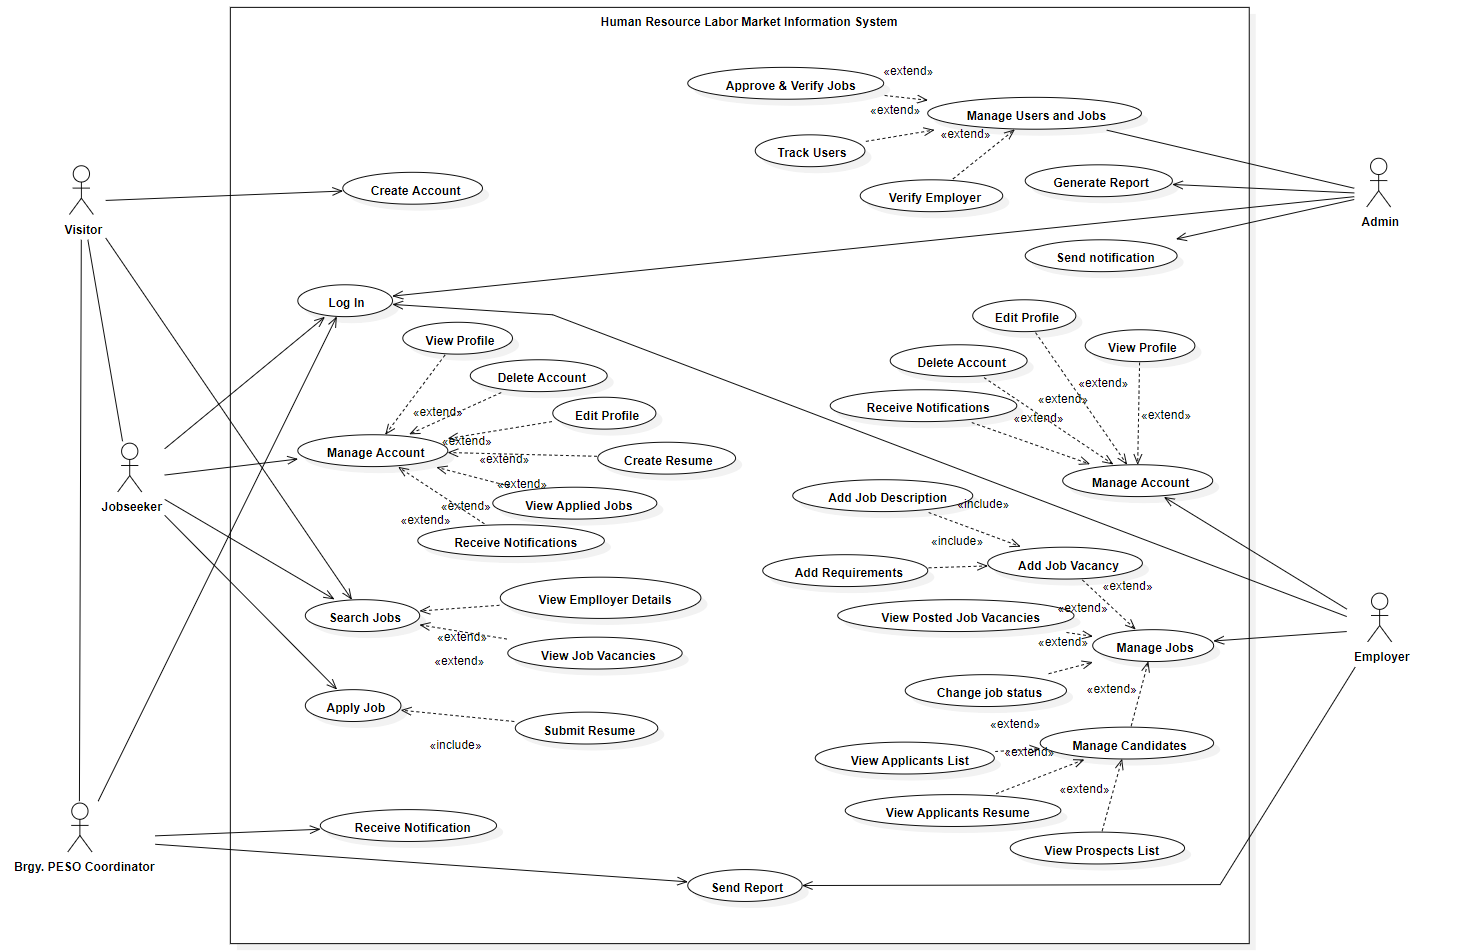 Human Resource Labor Market Information System
«extend»
Approve & Verify Jobs
«extend»
Manage Users and Jobs
«extend»
Track Users
Verify Employer
Generate Report
Create Account
Visitor
Admin
Send notification
Log In
View Profile
Delete Account
«extend»
Edit Profile
«extend»
Manage Account
«extend»
Create Resume
«extend»
View Applied Jobs
«extend»
«extend»
Receive Notifications
Jobseeker
Edit Profile
View Profile
Delete Account
«extend»
«extend»
Receive Notifications
«extend»
«extend»
Manage Account
Add Job Description
«include»
«include»
Add Requirements
Add Job Vacancy
«extend»
«extend»
View Posted Job Vacancies
«extend»
Manage Jobs
Change job status
«extend»
«extend»
Manage Candidates
«extend»
View Applicants List
«extend»
View Applicants Resume
View Prospects List
Employer
Search Jobs
View Emplloyer Details
«extend»
View Job Vacancies
«extend»
Apply Job
Submit Resume
«include»
Receive Notification
Brgy. PESO Coordinator
Send Report